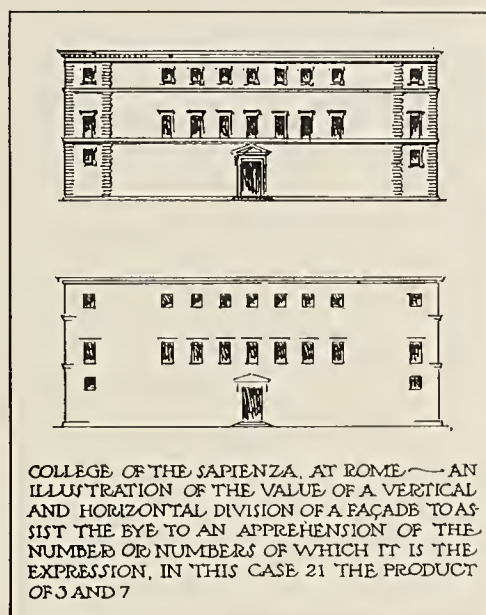 COLLEGE OF THE SAPIENZA, AT ROME — AN
ILLUSTRATION OF THE VALUE OF A VERTICAL
AND HORIZONTAL DIVISION OF A FAÇADE TO AS-
SIST THE EYE TO AN APPREHENSION OF THE
NUMBER OR NUMBERS OF WHICH IT IS THE
EXPRESSION, IN THIS CASE 21 THE PRODUCT
OF 3 AND 7